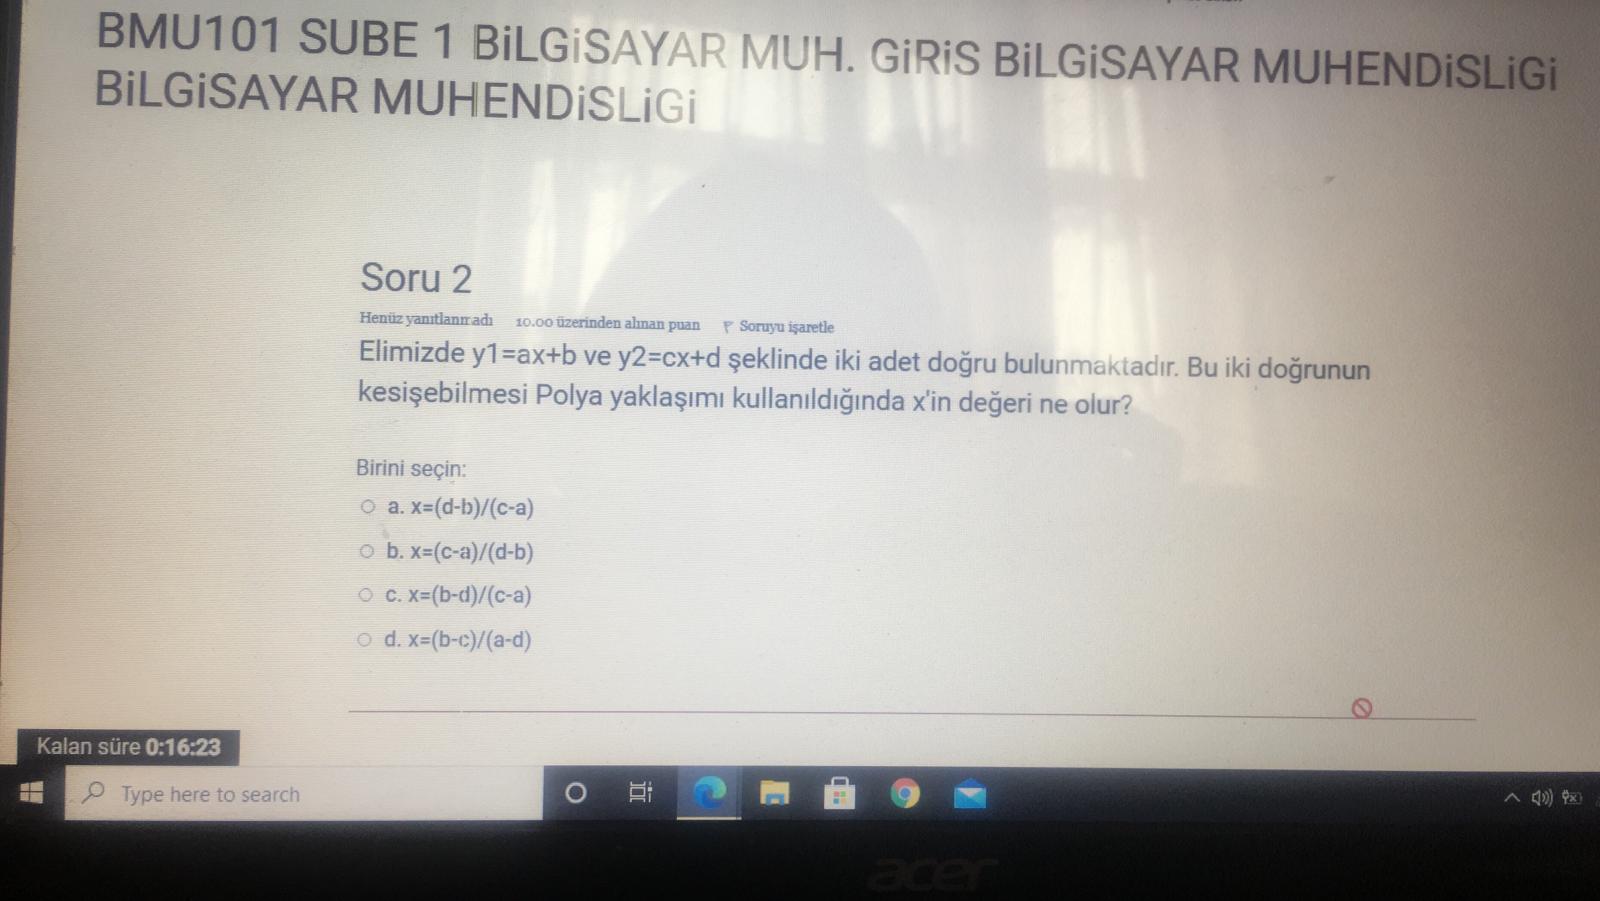 BMU101 SUBE 1 BiLGiSAYAR MUH. GiRiS BiLGiSAYAR MUHENDiSLiGi
BiLGiSAYAR MUHENDiSLiGi
Soru 2
Henüz yanıtlanmadı 10.00 üzerinden alınan puan Soruyu işaretle
Elimizde y1=ax+b ve y2=cx+d şeklinde iki adet doğru bulunmaktadır. Bu iki doğrunun
kesişebilmesi Polya yaklaşımı kullanıldığında x'in değeri ne olur?
Birini seçin:
a. x=(d-b)/(c-a)
b. x=(c-a)/(d-b)
c. x=(b-d)/(c-a)
d. x=(b-c)/(a-d)
Kalan süre 0:16:23
Type here to search
acer